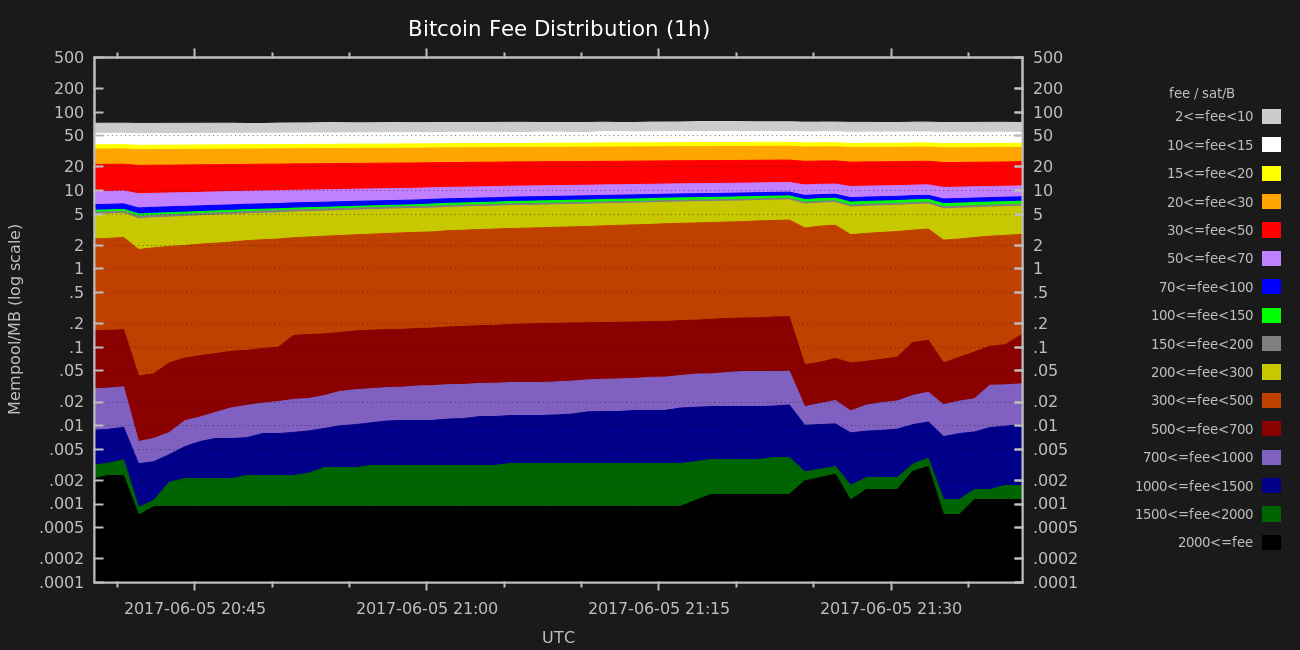 Bitcoin Fee Distribution (1h)
Mempool/MB (log scale)
500
200
100
50
20
10
5
2
1
.5
.2
.1
.05
.02
.01
.005
.002
.001
.0005
.0002
.0001
500
200
100
50
20
10
5
2
1
.5
.2
.1
.05
.02
.01
.005
.002
.001
.0005
.0002
.0001
2017-06-05 20:45
2017-06-05 21:00
2017-06-05 21:15
2017-06-05 21:30
UTC
fee / sat/B
2<=fee<10
10<=fee<15
15<=fee<20
20<=fee<30
30<=fee<50
50<=fee<70
70<=fee<100
100<=fee<150
150<=fee<200
200<=fee<300
300<=fee<500
500<=fee<700
700<=fee<1000
1000<=fee<1500
1500<=fee<2000
2000<=fee